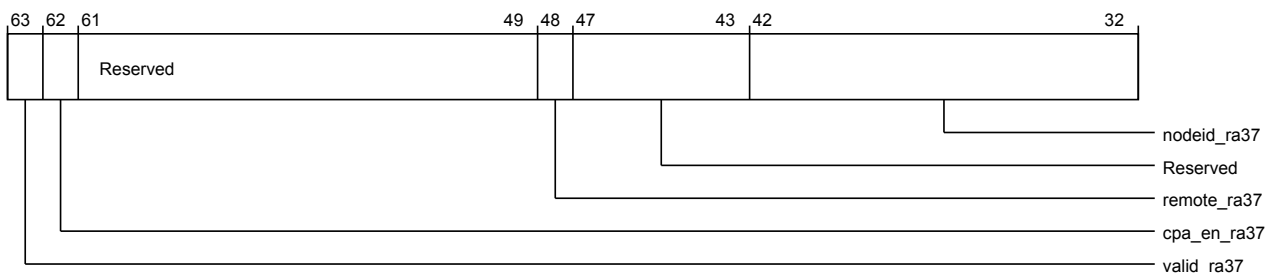 63 62 61 49 48 47 43 42 32
Reserved
nodeid_ra37
Reserved
remote_ra37
cpa_en_ra37
valid_ra37